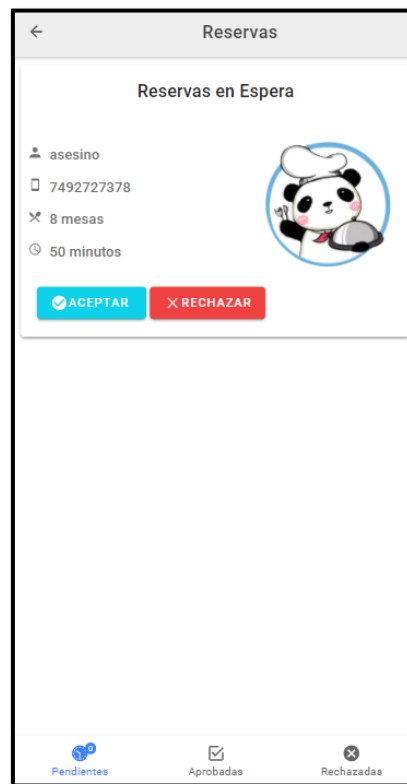 Reservas
Reservas en Espera
asesino
7492727378
8 mesas
50 minutos
ACEPTAR
RECHAZAR
0
Pendientes
Aprobadas
Rechazadas